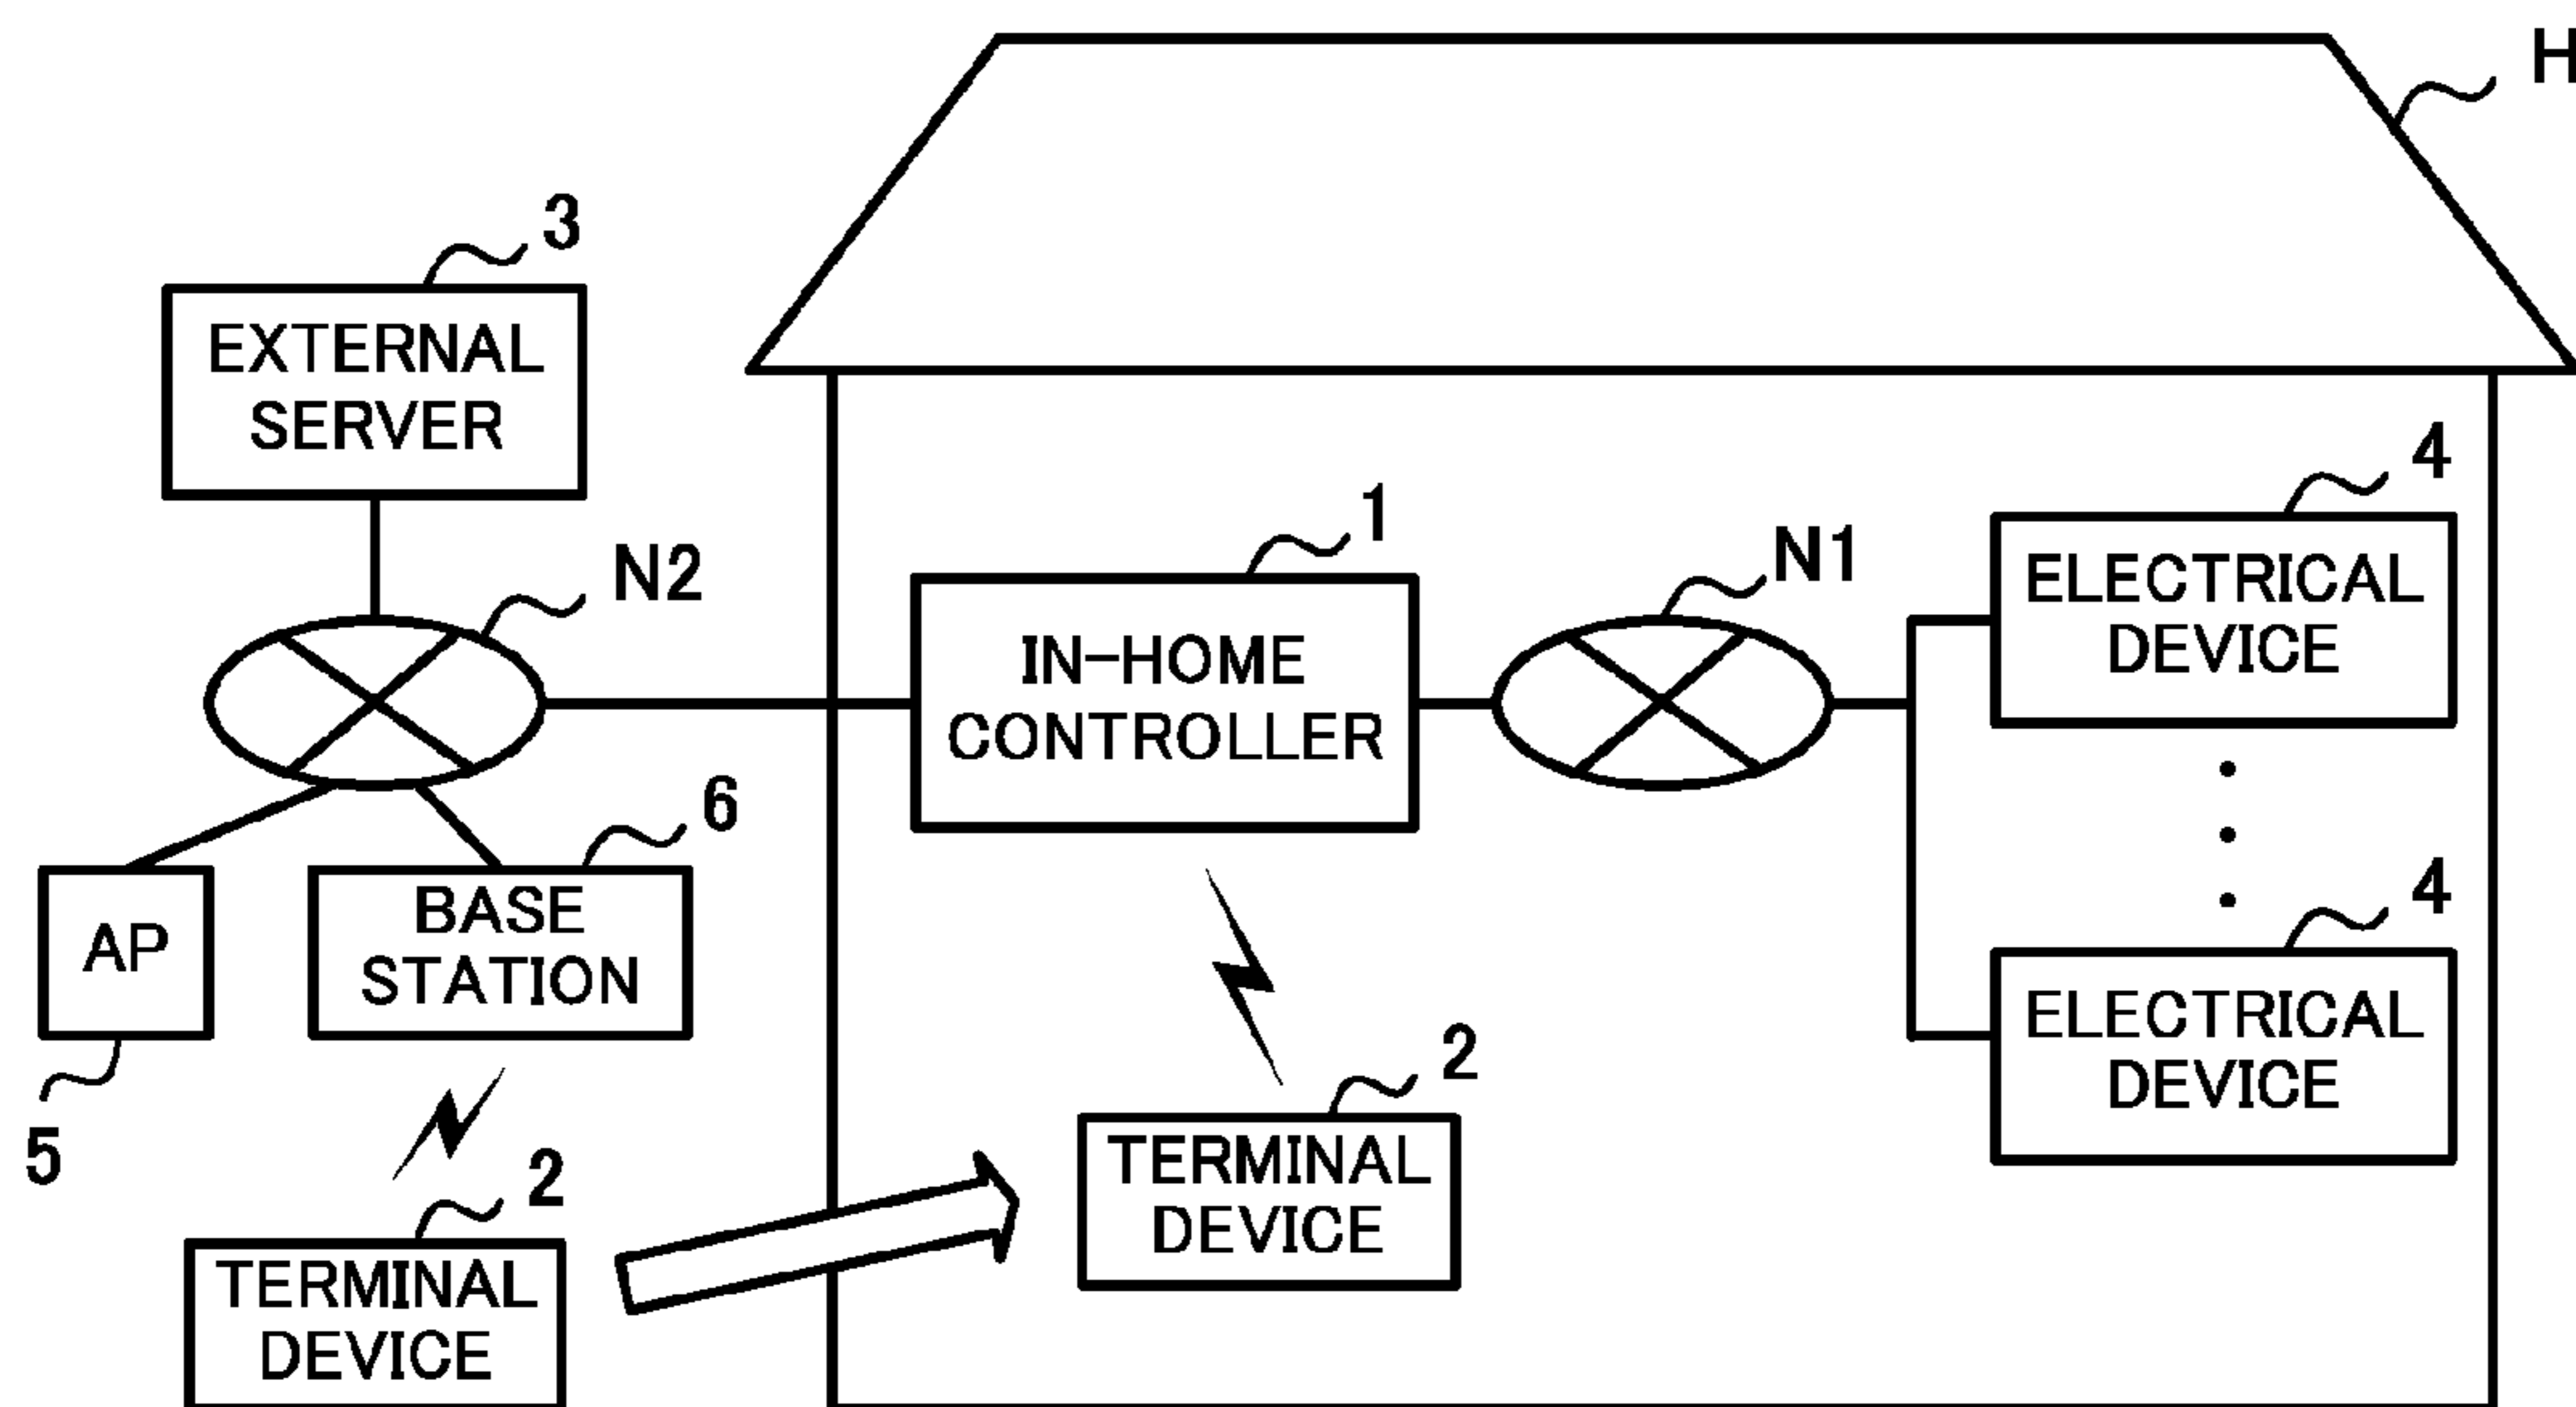 H
3
EXTERNAL
SERVER
N2
1
IN-HOME
CONTROLLER
N1
4
ELECTRICAL
DEVICE
6
AP
BASE
STATION
5
4
ELECTRICAL
DEVICE
2
TERMINAL
DEVICE
2
TERMINAL
DEVICE